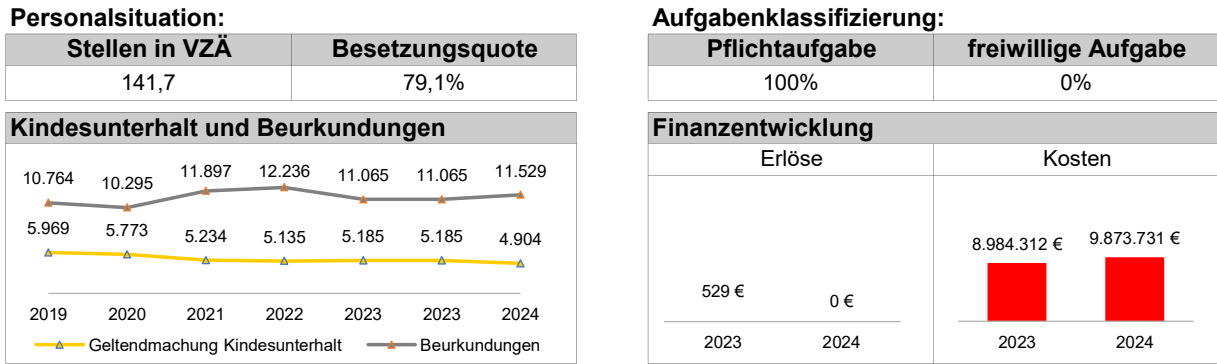 Personalsituation:
Stellen in VZÄ Besetzungsquote
141,7 79,1%
Kindesunterhalt und Beurkundungen
10.764 10.295 11.897 12.236 11.065 11.065 11.529
5.969 5.773 5.234 5.135 5.185 5.185 4.904
2019 2020 2021 2022 2023 2023 2024
Geltendmachung Kindesunterhalt Beurkundungen
Aufgabenklassifizierung:
Pflichtaufgabe freiwillige Aufgabe
100% 0%
Finanzentwicklung
Erlöse Kosten
529 € 0 € 8.984.312 € 9.873.731 €
2023 2024 2023 2024